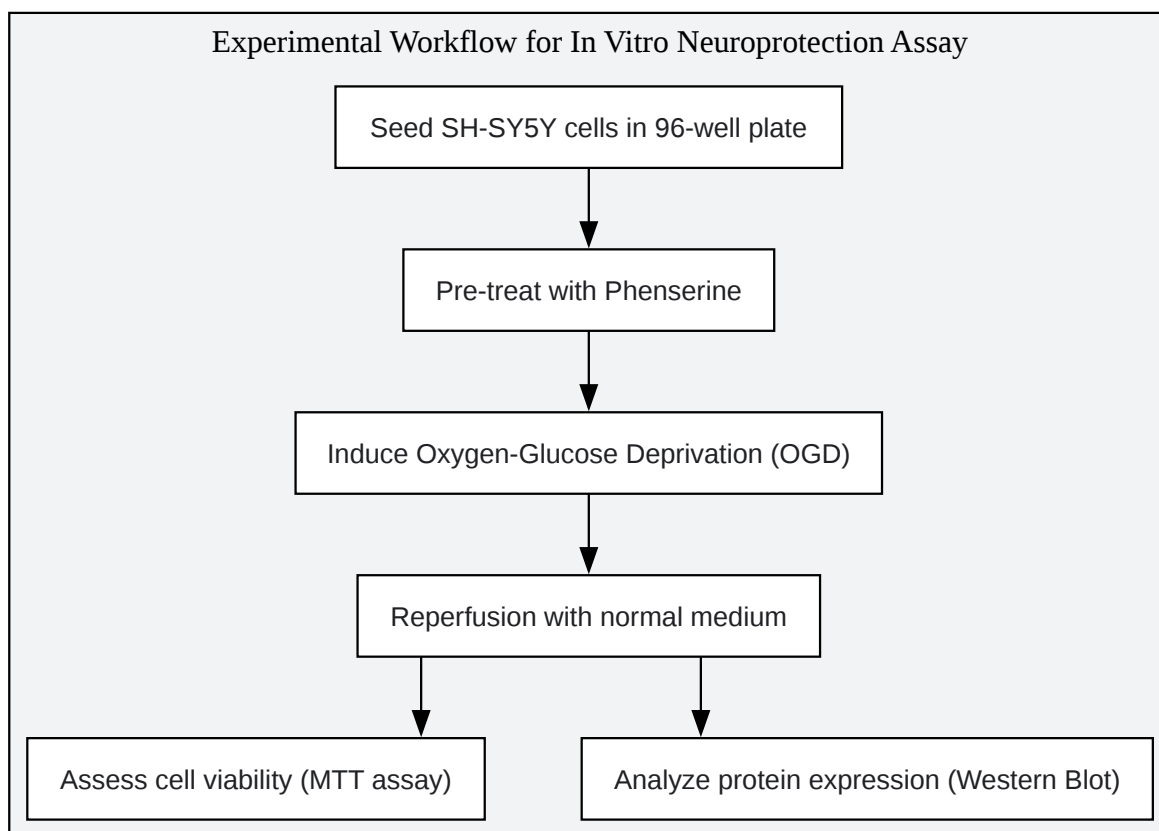 Experimental Workflow for In Vitro Neuroprotection Assay
Seed SH-SY5Y cells in 96-well plate
Pre-treat with Phenserine
Induce Oxygen-Glucose Deprivation (OGD)
Reperfusion with normal medium
Assess cell viability (MTT assay)
Analyze protein expression (Western Blot)